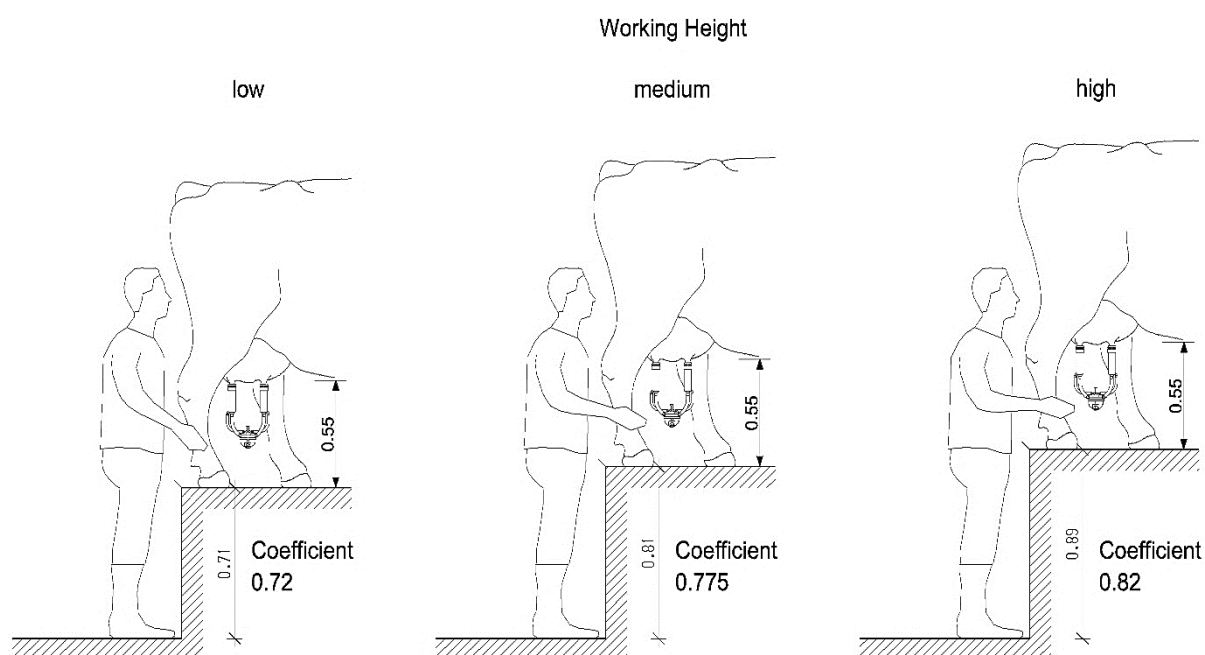 Working Height
low
medium
high
0.55
0.55
0.55
0.71
Coefficient
0.72
0.81
Coefficient
0.775
0.89
Coefficient
0.82